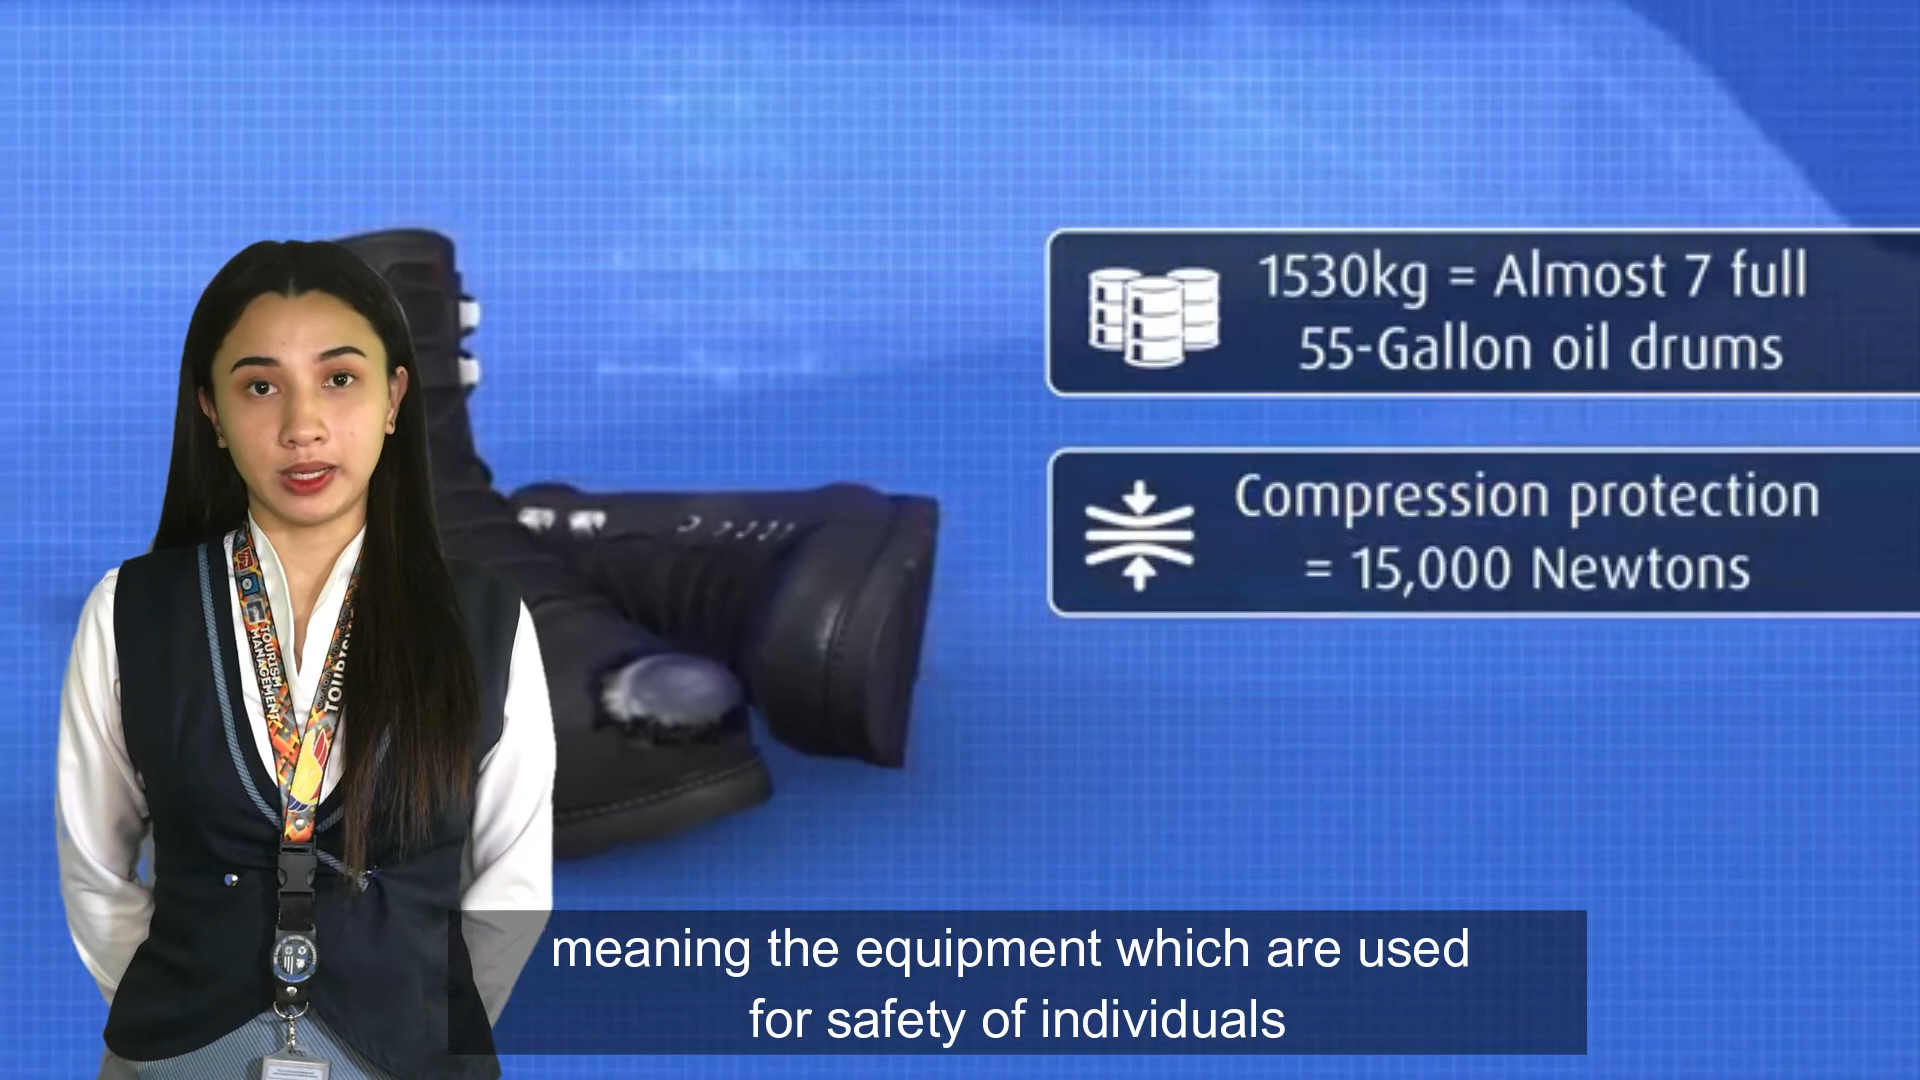 1530kg = Almost 7 full
55-Gallon oil drums
Compression protection
= 15,000 Newtons
TOURISM
MANAGEMENT
TOURISM
meaning the equipment which are used
for safety of individuals